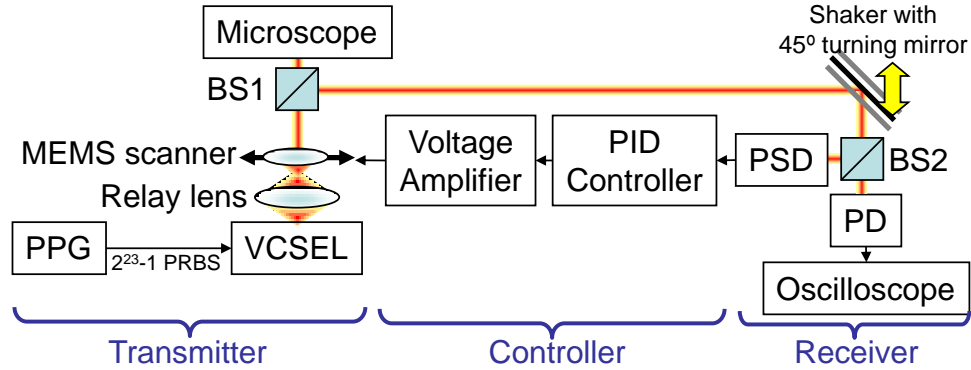 Microscope
Shaker with
45º turning mirror
BS1
MEMS scanner
Voltage
Amplifier
PID
Controller
PSD
BS2
Relay lens
PD
PPG
2²³-1 PRBS
VCSEL
Oscilloscope
Transmitter
Controller
Receiver